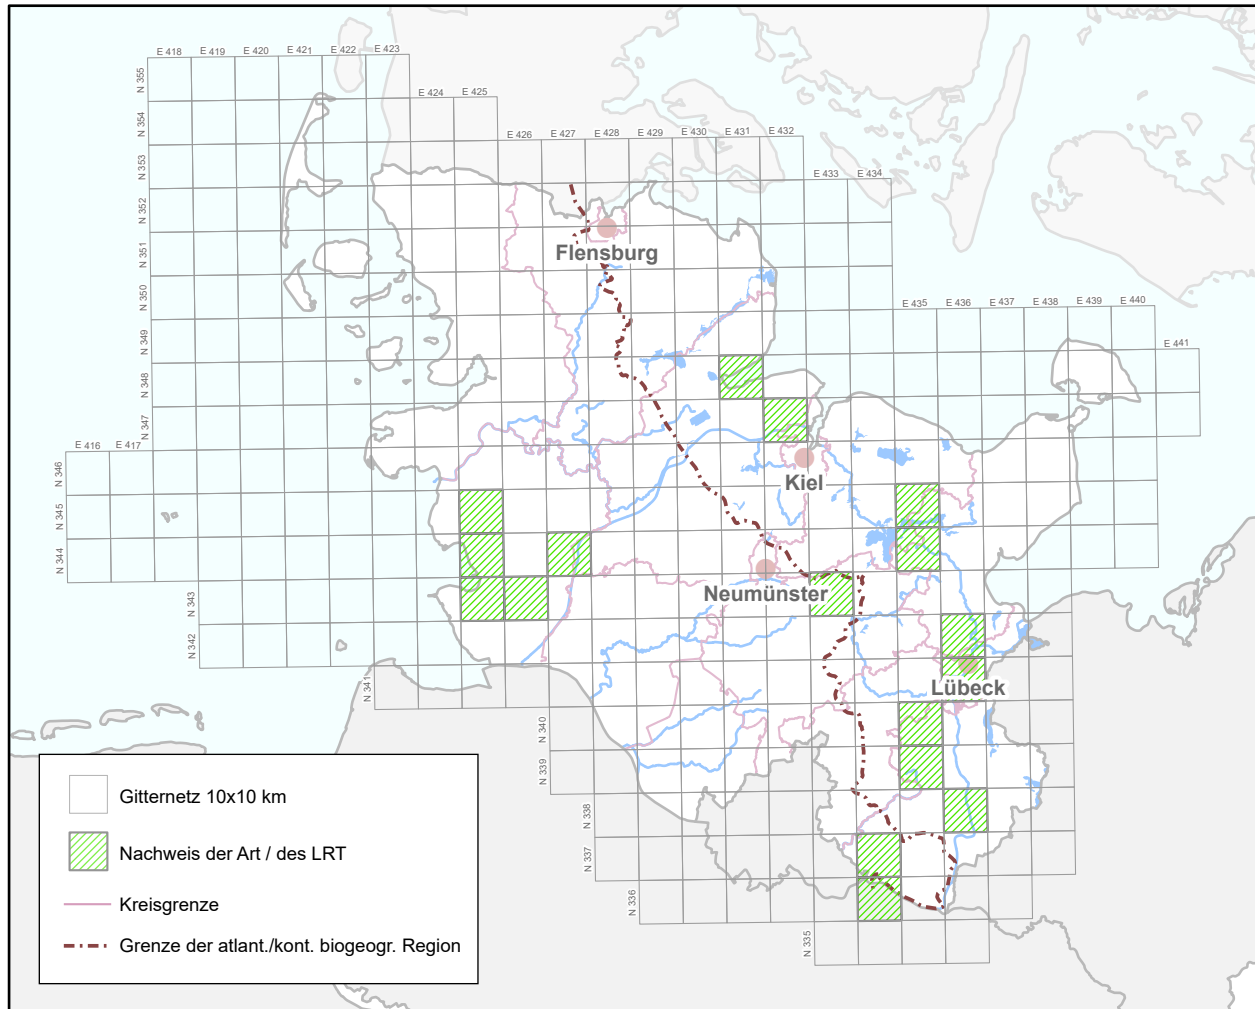 E 418 E 419 E 420 E 421 E 422 E 423
E 424 E 425
E 426 E 427 E 428 E 429 E 430 E 431 E 432
E 433 E 434
E 435 E 436 E 437 E 438 E 439 E 440
E 441
E 416 E 417
N 355
N 354
N 353
N 352
N 351
N 350
N 349
N 348
N 347
N 346
N 345
N 344
N 343
N 342
N 341
N 340
N 339
N 338
N 337
N 336
N 335
Flensburg
Kiel
Neumünster
Lübeck
Gitternetz 10x10 km
Nachweis der Art / des LRT
Kreisgrenze
Grenze der atlant./kont. biogeogr. Region